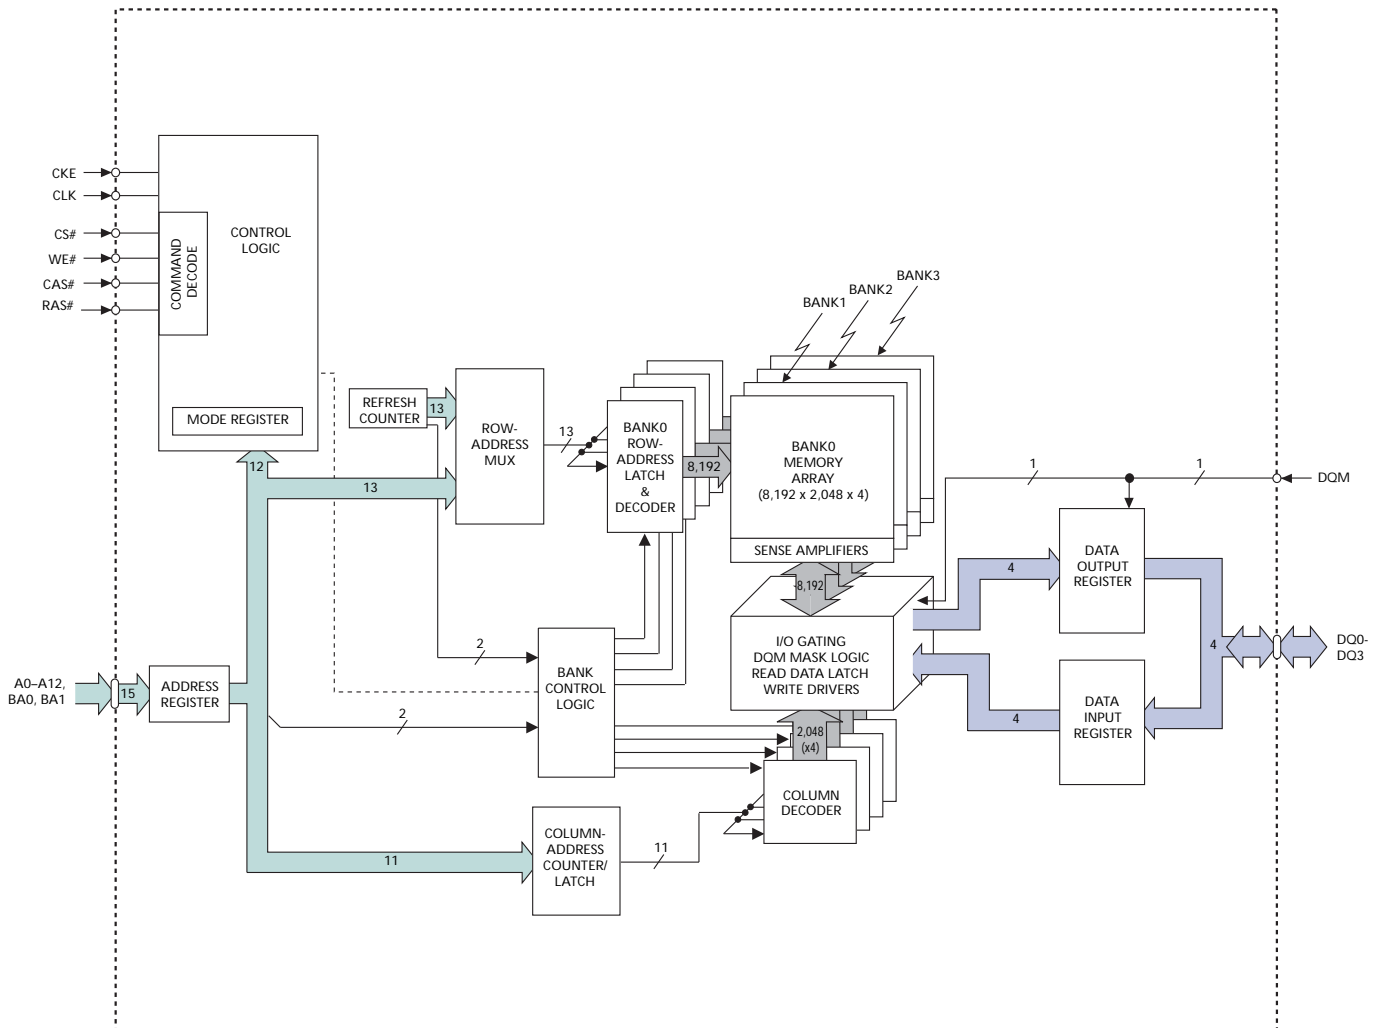 CKE
CLK
CS#
WE#
CAS#
RAS#
COMMAND
DECODE
CONTROL
LOGIC
MODE REGISTER
12
REFRESH
COUNTER
13
13
ROW-
ADDRESS
MUX
13
BANK0
ROW-
ADDRESS
LATCH
&
DECODER
8,192
BANK1
BANK2
BANK3
BANK0
MEMORY
ARRAY
(8,192 x 2,048 x 4)
SENSE AMPLIFIERS
8,192
I/O GATING
DQM MASK LOGIC
READ DATA LATCH
WRITE DRIVERS
1
1
DQM
4
DATA
OUTPUT
REGISTER
4
DQ0-
DQ3
4
DATA
INPUT
REGISTER
A0–A12,
BA0, BA1
15
ADDRESS
REGISTER
2
2
BANK
CONTROL
LOGIC
2,048
(x4)
COLUMN
DECODER
11
COLUMN-
ADDRESS
COUNTER/
LATCH
11